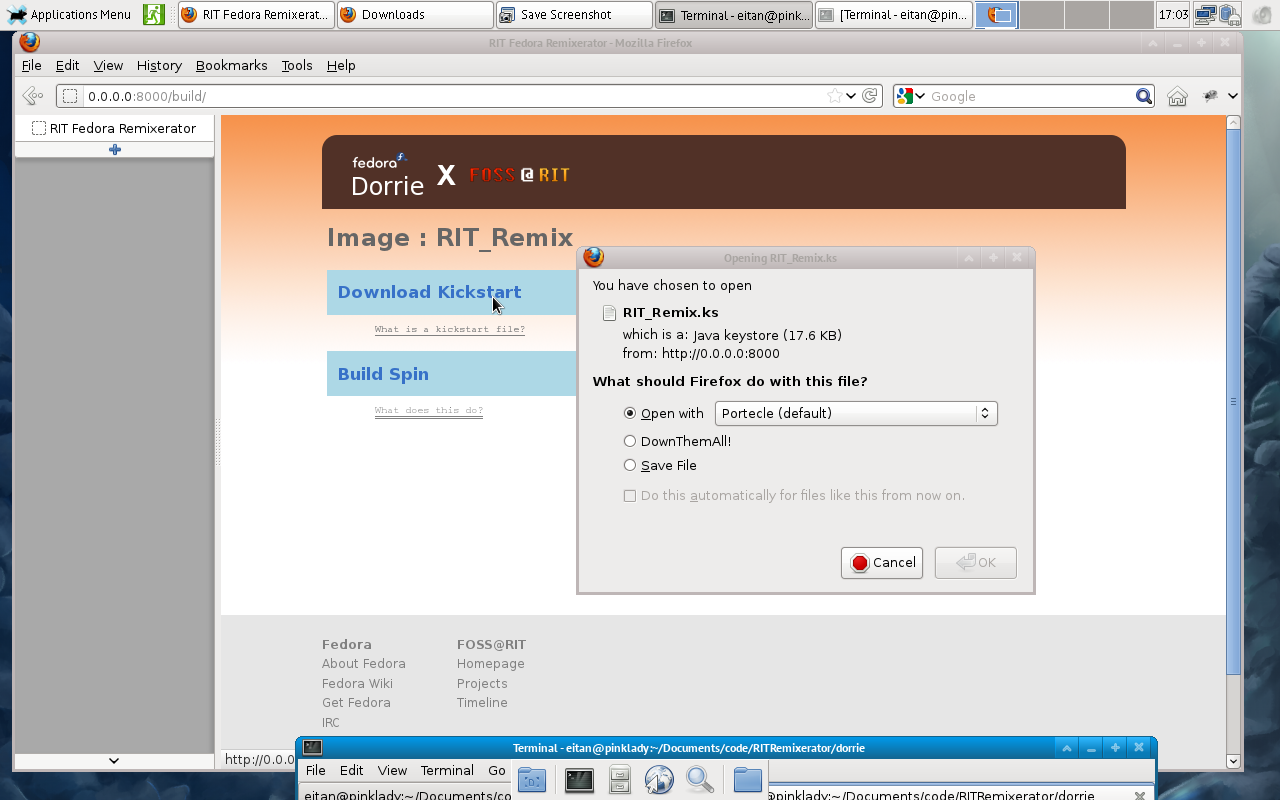 Applications Menu
RIT Fedora Remixerat...
Downloads
Save Screenshot
Terminal - eitan@pink...
[Terminal - eitan@pin...
17:03
RIT Fedora Remixerator - Mozilla Firefox
File Edit View History Bookmarks Tools Help
0.0.0.0:8000/build/
Google
RIT Fedora Remixerator
fedora
Dorrie
X
FOSS@RIT
Image : RIT_Remix
Download Kickstart
What is a kickstart file?
Build Spin
What does this do?
Opening RIT_Remix.ks
You have chosen to open
RIT_Remix.ks
which is a: Java keystore (17.6 KB)
from: http://0.0.0.0:8000
What should Firefox do with this file?
Open with Portecle (default)
DownThemAll!
Save File
Do this automatically for files like this from now on.
Cancel OK
Fedora
About Fedora
Fedora Wiki
Get Fedora
IRC
FOSS@RIT
Homepage
Projects
Timeline
http://0.0.0
Terminal - eitan@pinklady:~/Documents/code/RITRemixerator/dorrie
File Edit View Terminal Go
eitan@pinklady:~/Documents/co
@pinklady:~/Documents/code/RITRemixerator/dorrie